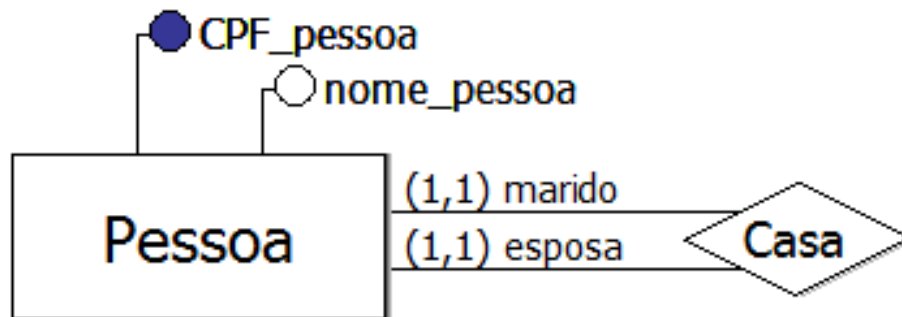 CPF_pessoa
nome_pessoa
(1,1) marido
Pessoa
(1,1) esposa
Casa